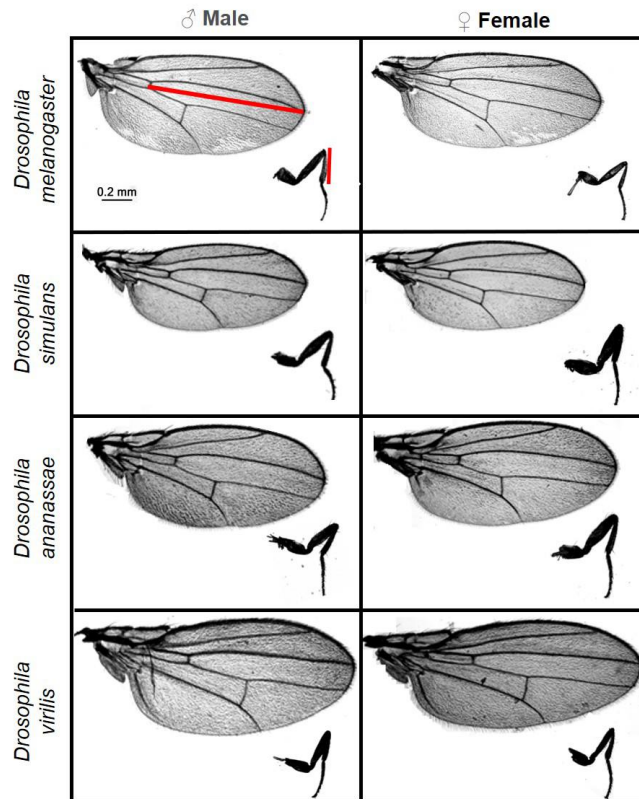 ♂ Male
♀ Female
Drosophila
melanogaster
0.2 mm
Drosophila
simulans
Drosophila
ananassae
Drosophila
virilis